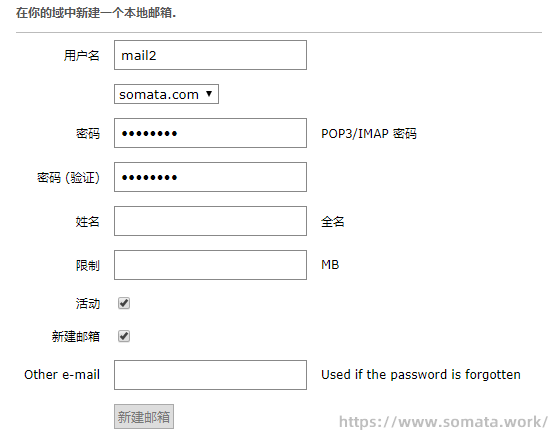 在你的域中新建一个本地邮箱.
用户名 mail2
somata.com
密码 •••••••• POP3/IMAP 密码
密码 (验证) ••••••••
姓名 全名
限制 MB
活动
新建邮箱
Other e-mail Used if the password is forgotten
新建邮箱
https://www.somata.work/